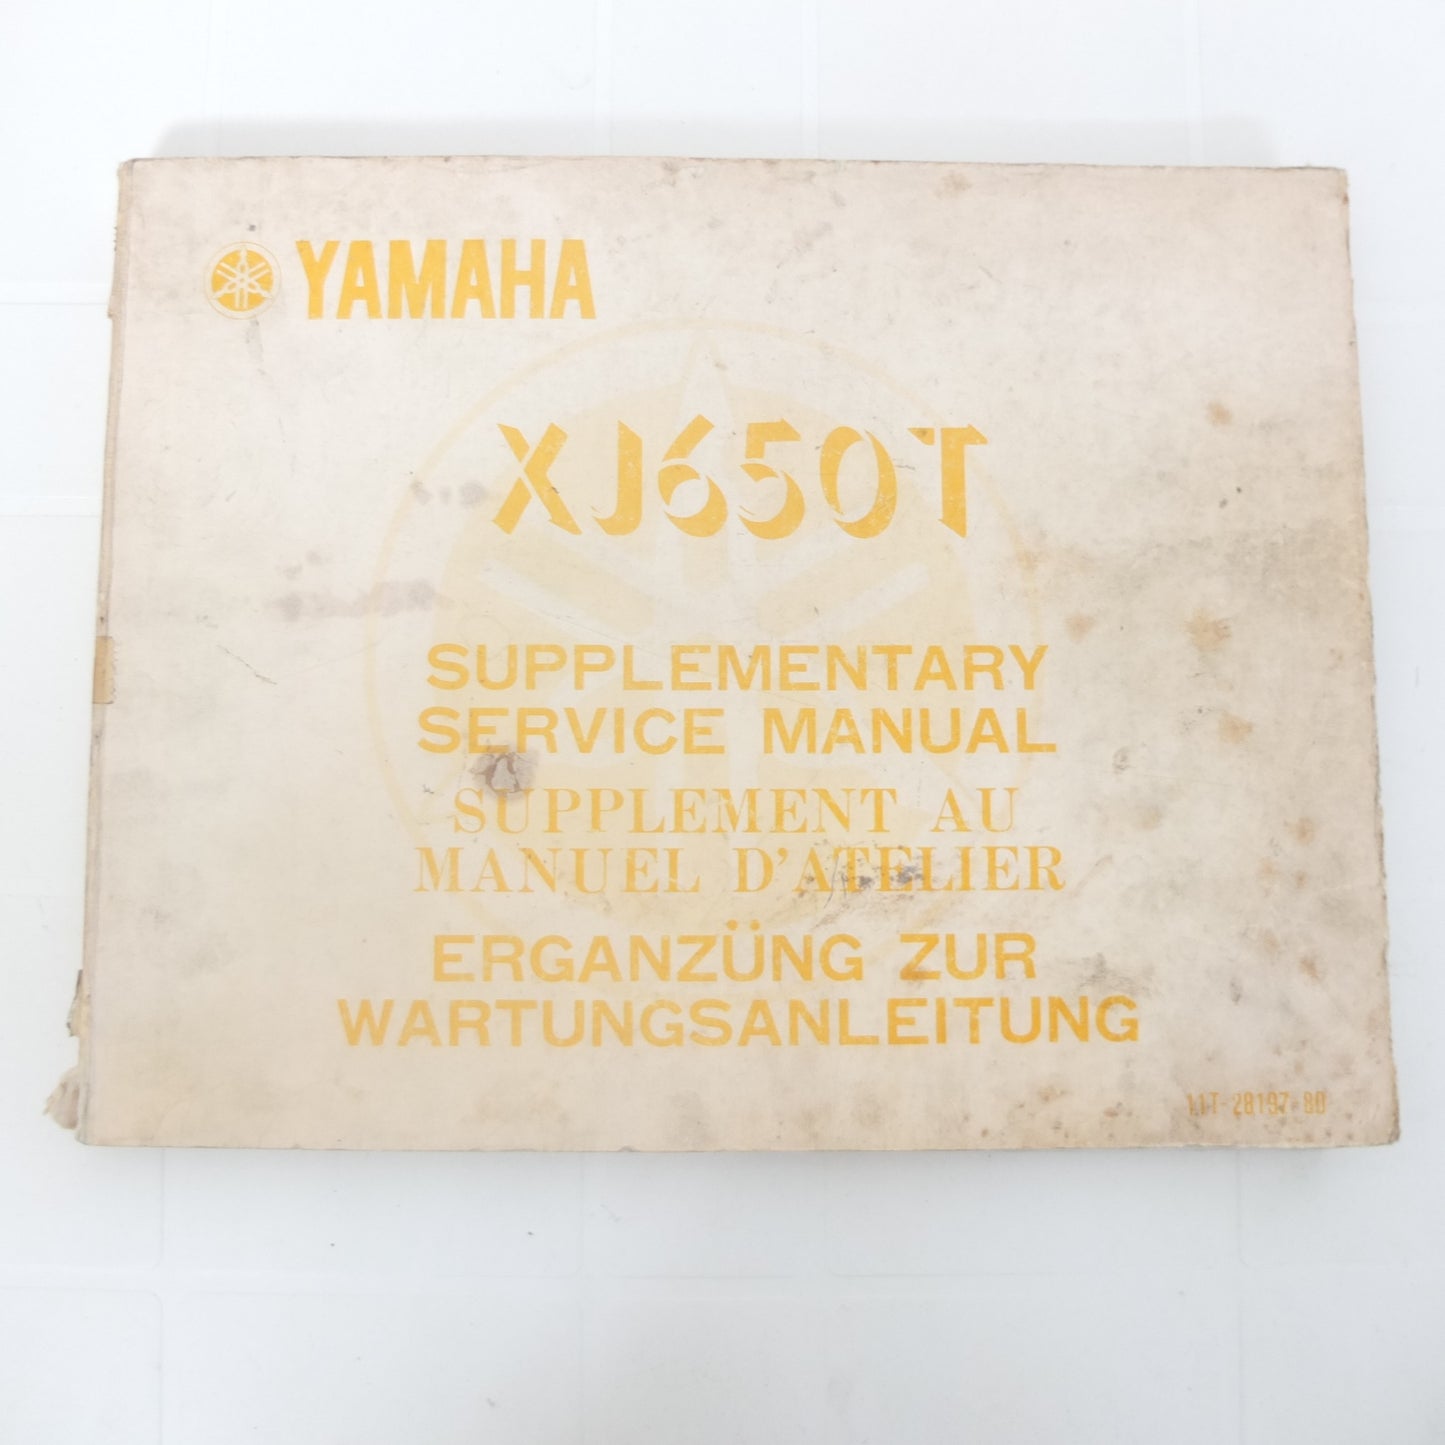 YAMAHA
XJ650T
SUPPLEMENTARY
SERVICE MANUAL
SUPPLEMENT AU
MANUEL D'ATELIER
ERGANZÜNG ZUR
WARTUNGSANLEITUNG
11T-28197-80